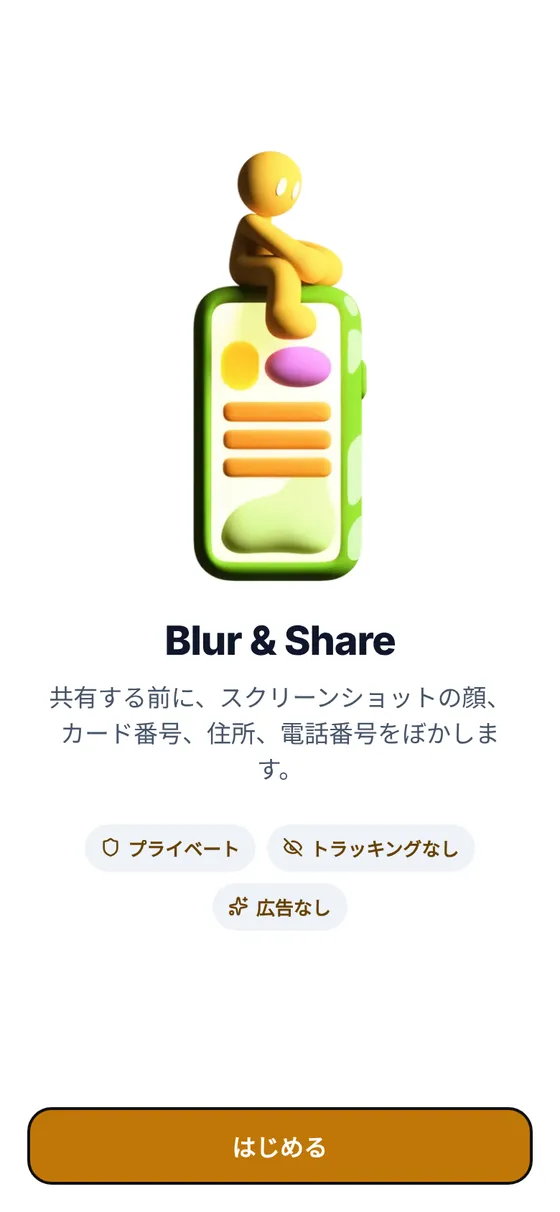 Blur & Share
共有する前に、スクリーンショットの顔、
カード番号、住所、電話番号をぼかしま
す。
プライベート
トラッキングなし
広告なし
はじめる